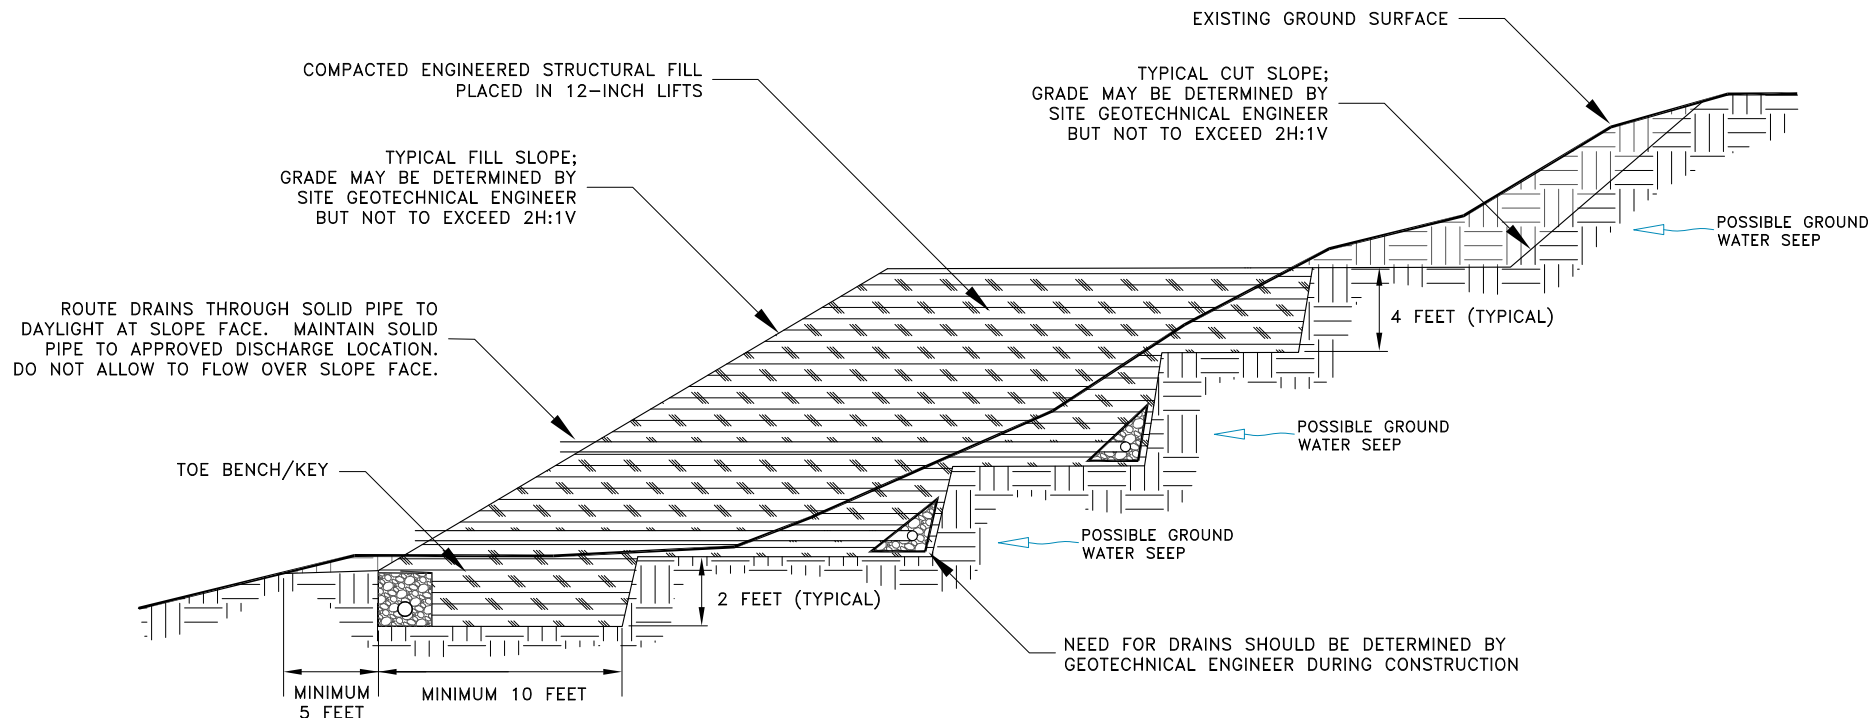 EXISTING GROUND SURFACE
COMPACTED ENGINEERED STRUCTURAL FILL
PLACED IN 12-INCH LIFTS
TYPICAL CUT SLOPE;
GRADE MAY BE DETERMINED BY
SITE GEOTECHNICAL ENGINEER
BUT NOT TO EXCEED 2H:1V
TYPICAL FILL SLOPE;
GRADE MAY BE DETERMINED BY
SITE GEOTECHNICAL ENGINEER
BUT NOT TO EXCEED 2H:1V
POSSIBLE GROUND
WATER SEEP
ROUTE DRAINS THROUGH SOLID PIPE TO
DAYLIGHT AT SLOPE FACE. MAINTAIN SOLID
PIPE TO APPROVED DISCHARGE LOCATION.
DO NOT ALLOW TO FLOW OVER SLOPE FACE.
4 FEET (TYPICAL)
POSSIBLE GROUND
WATER SEEP
TOE BENCH/KEY
POSSIBLE GROUND
WATER SEEP
2 FEET (TYPICAL)
NEED FOR DRAINS SHOULD BE DETERMINED BY
GEOTECHNICAL ENGINEER DURING CONSTRUCTION
MINIMUM
5 FEET
MINIMUM 10 FEET